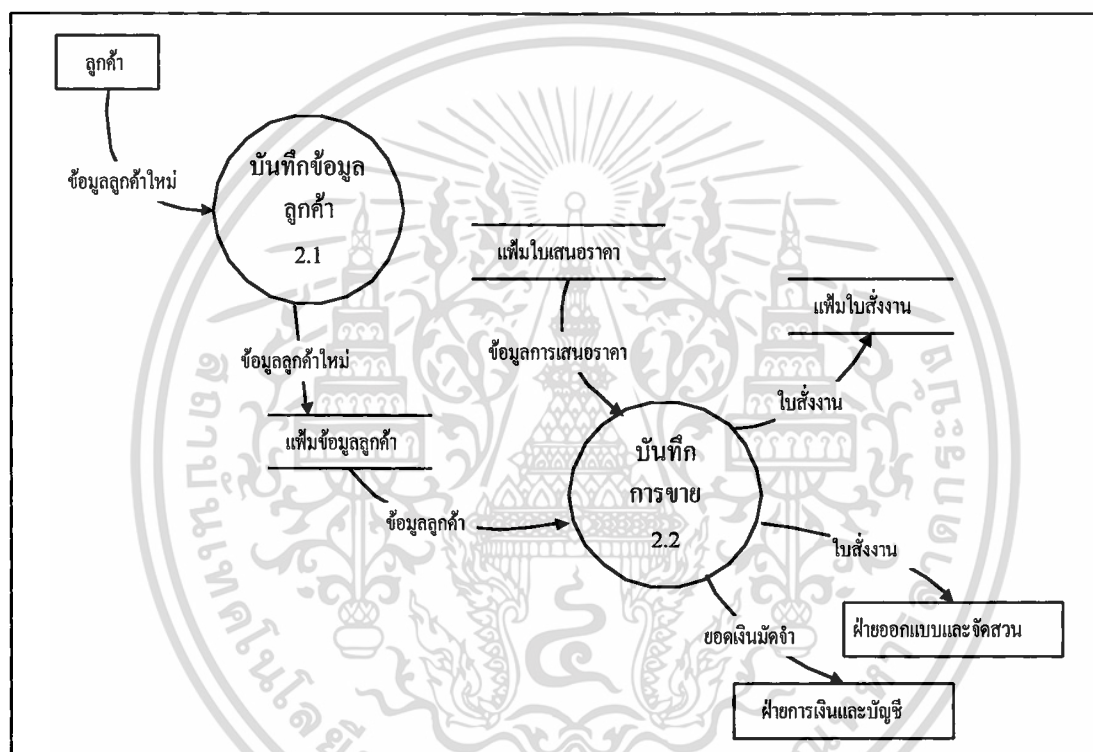 ลูกค้า
ข้อมูลลูกค้าใหม่
บันทึกข้อมูล
ลูกค้า
2.1
แฟ้มใบเสนอราคา
แฟ้มใบสั่งงาน
ข้อมูลลูกค้าใหม่
ข้อมูลการเสนอราคา
ใบสั่งงาน
แฟ้มข้อมูลลูกค้า
บันทึก
การขาย
2.2
ข้อมูลลูกค้า
ใบสั่งงาน
ยอดเงินมัดจำ
ฝ่ายออกแบบและจัดสวน
ฝ่ายการเงินและบัญชี